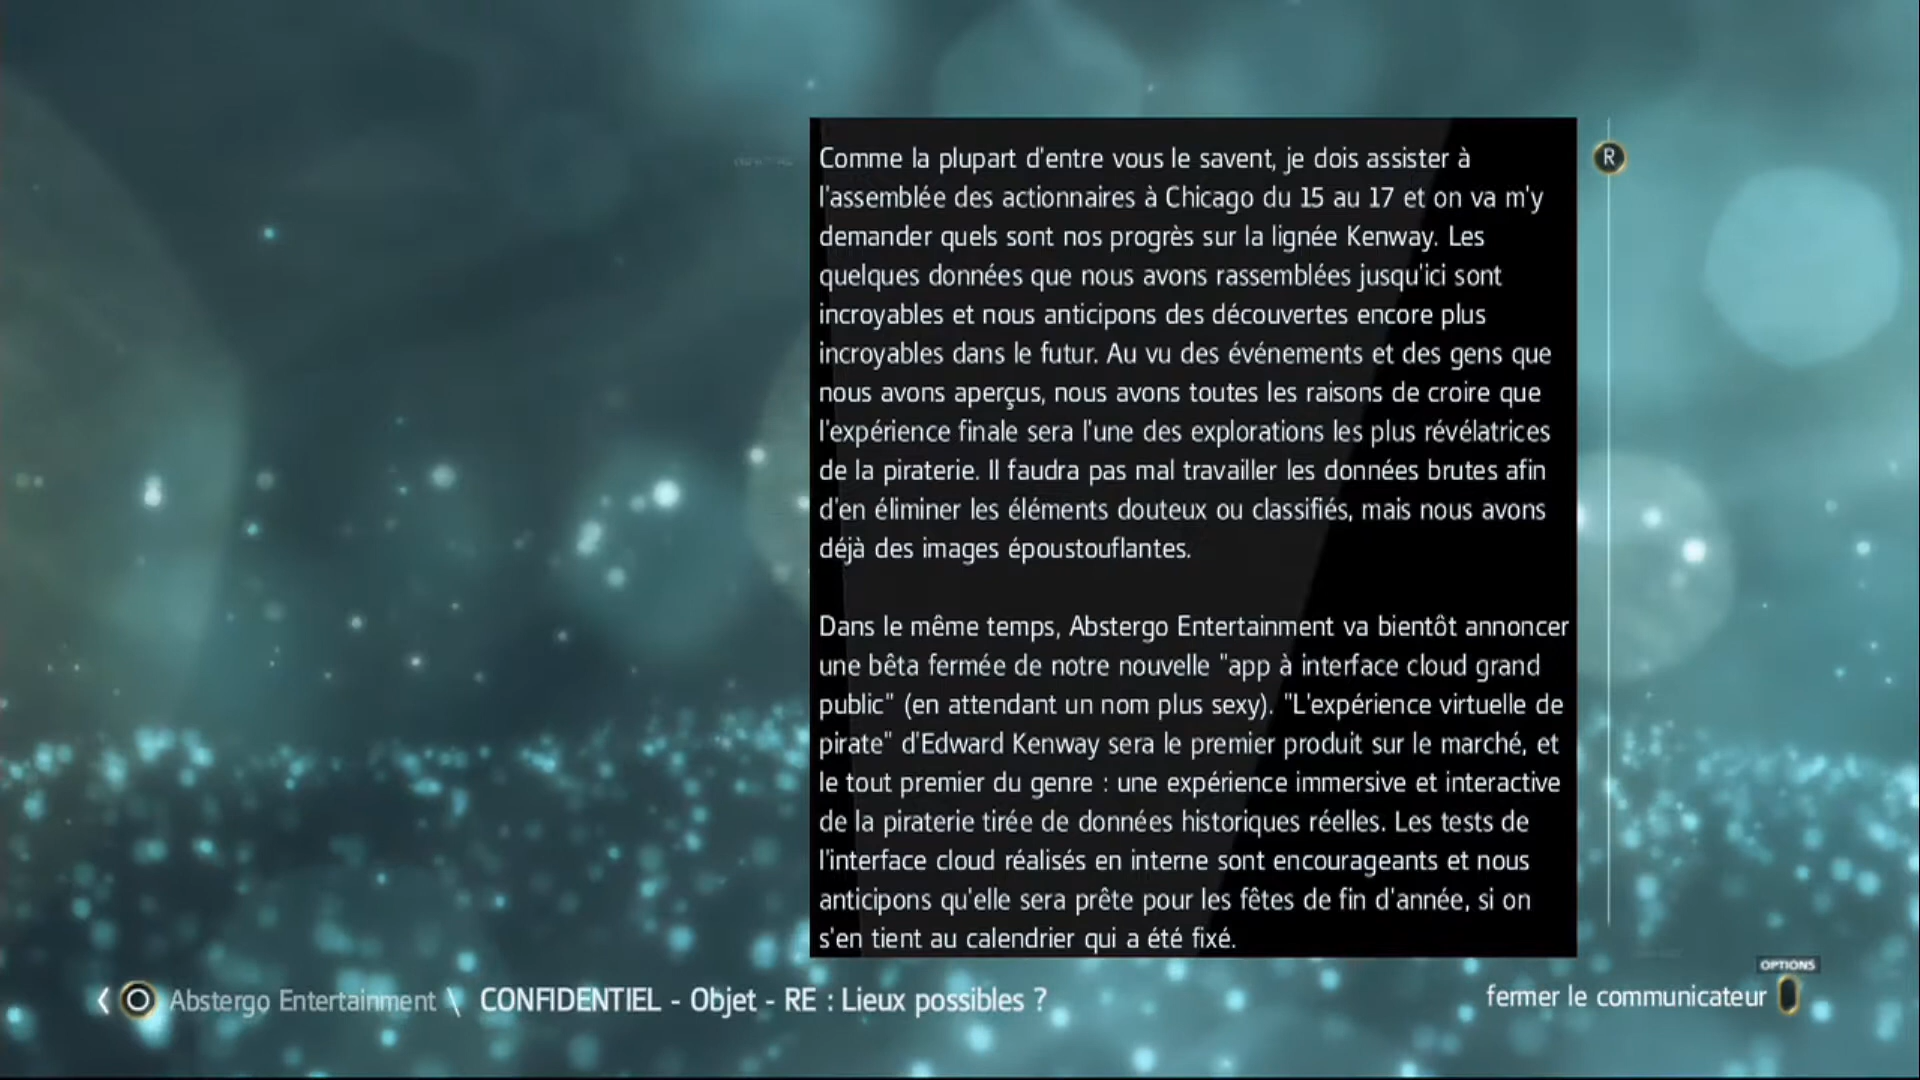 Comme la plupart d'entre vous le savent, je dois assister à
l'assemblée des actionnaires à Chicago du 15 au 17 et on va m'y
demander quels sont nos progrès sur la lignée Kenway. Les
quelques données que nous avons rassemblées jusqu'ici sont
incroyables et nous anticipons des découvertes encore plus
incroyables dans le futur. Au vu des événements et des gens que
nous avons aperçus, nous avons toutes les raisons de croire que
l'expérience finale sera l'une des explorations les plus révélatrices
de la piraterie. Il faudra pas mal travailler les données brutes afin
d'en éliminer les éléments douteux ou classifiés, mais nous avons
déjà des images époustouflantes.
Dans le même temps, Abstergo Entertainment va bientôt annoncer
une bêta fermée de notre nouvelle "app à interface cloud grand
public" (en attendant un nom plus sexy). "L'expérience virtuelle de
pirate" d'Edward Kenway sera le premier produit sur le marché, et
le tout premier du genre : une expérience immersive et interactive
de la piraterie tirée de données historiques réelles. Les tests de
l'interface cloud réalisés en interne sont encourageants et nous
anticipons qu'elle sera prête pour les fêtes de fin d'année, si on
s'en tient au calendrier qui a été fixé.
R
OPTIONS
Abstergo Entertainment \ CONFIDENTIEL - Objet - RE : Lieux possibles ?
fermer le communicateur